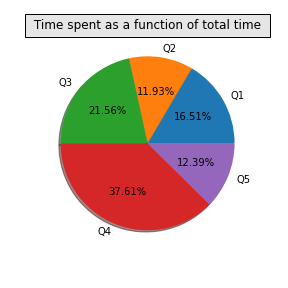 Time spent as a function of total time
Q2
Q3
11.93%
Q1
21.56%
16.51%
12.39%
Q5
37.61%
Q4